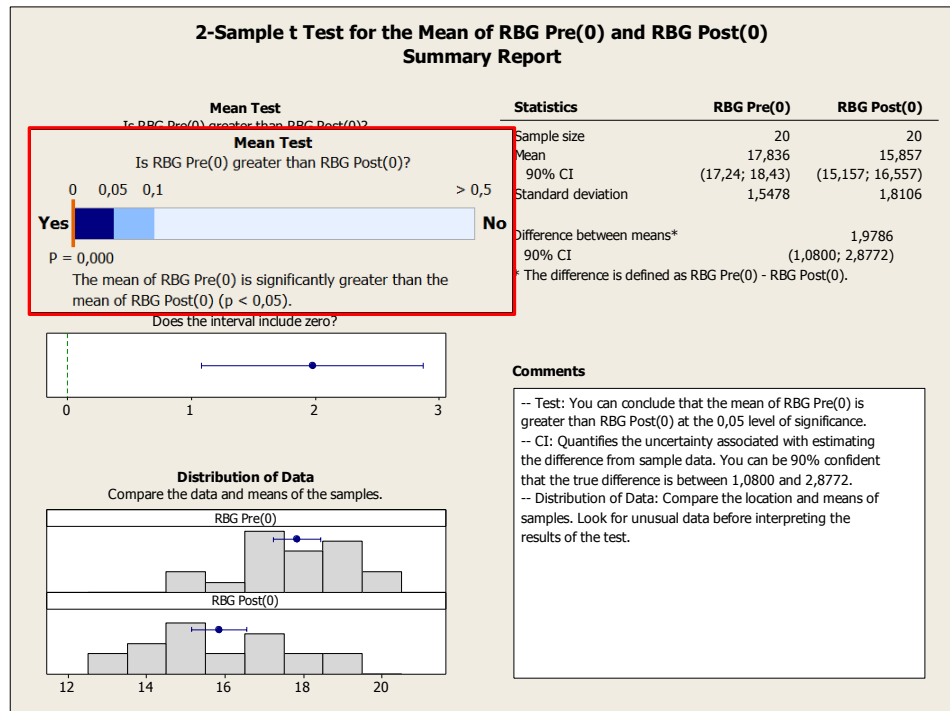 2-Sample t Test for the Mean of RBG Pre(0) and RBG Post(0)
Summary Report
Mean Test
Is RBG Pre(0) greater than RBG Post(0)?
Mean Test
Is RBG Pre(0) greater than RBG Post(0)?
0 0,05 0,1 > 0,5
Yes No
P = 0,000
The mean of RBG Pre(0) is significantly greater than the
mean of RBG Post(0) (p < 0,05).
Does the interval include zero?
0 1 2 3
Distribution of Data
Compare the data and means of the samples.
RBG Pre(0)
RBG Post(0)
12 14 16 18 20
Statistics RBG Pre(0) RBG Post(0)
Sample size 20 20
Mean 17,836 15,857
90% CI (17,24; 18,43) (15,157; 16,557)
Standard deviation 1,5478 1,8106
Difference between means* 1,9786
90% CI (1,0800; 2,8772)
* The difference is defined as RBG Pre(0) - RBG Post(0).
Comments
-- Test: You can conclude that the mean of RBG Pre(0) is
greater than RBG Post(0) at the 0,05 level of significance.
-- CI: Quantifies the uncertainty associated with estimating
the difference from sample data. You can be 90% confident
that the true difference is between 1,0800 and 2,8772.
-- Distribution of Data: Compare the location and means of
samples. Look for unusual data before interpreting the
results of the test.